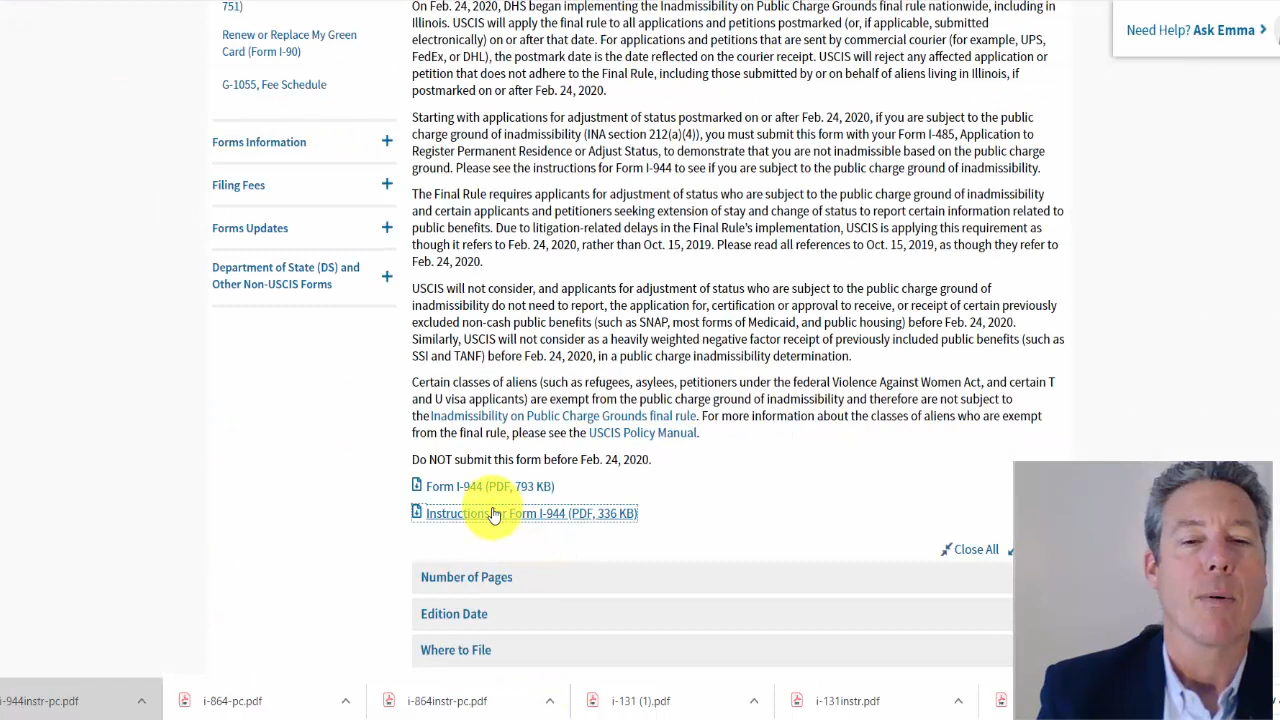 751)
Renew or Replace My Green
Card (Form I-90)
G-1055, Fee Schedule
Forms Information
Filing Fees
Forms Updates
Department of State (DS) and
Other Non-USCIS Forms
On Feb. 24, 2020, DHS began implementing the Inadmissibility on Public Charge Grounds final rule nationwide, including in
Illinois. USCIS will apply the final rule to all applications and petitions postmarked (or, if applicable, submitted
electronically) on or after that date. For applications and petitions that are sent by commercial courier (for example, UPS,
FedEx, or DHL), the postmark date is the date reflected on the courier receipt. USCIS will reject any affected application or
petition that does not adhere to the Final Rule, including those submitted by or on behalf of aliens living in Illinois, if
postmarked on or after Feb. 24, 2020.
Starting with applications for adjustment of status postmarked on or after Feb. 24, 2020, if you are subject to the public
charge ground of inadmissibility (INA section 212(a)(4)), you must submit this form with your Form I-485, Application to
Register Permanent Residence or Adjust Status, to demonstrate that you are not inadmissible based on the public charge
ground. Please see the instructions for Form I-944 to see if you are subject to the public charge ground of inadmissibility.
The Final Rule requires applicants for adjustment of status who are subject to the public charge ground of inadmissibility
and certain applicants and petitioners seeking extension of stay and change of status to report certain information related to
public benefits. Due to litigation-related delays in the Final Rule's implementation, USCIS is applying this requirement as
though it refers to Feb. 24, 2020, rather than Oct. 15, 2019. Please read all references to Oct. 15, 2019, as though they refer to
Feb. 24, 2020.
USCIS will not consider, and applicants for adjustment of status who are subject to the public charge ground of
inadmissibility do not need to report, the application for, certification or approval to receive, or receipt of certain previously
excluded non-cash public benefits (such as SNAP, most forms of Medicaid, and public housing) before Feb. 24, 2020.
Similarly, USCIS will not consider as a heavily weighted negative factor receipt of previously included public benefits (such as
SSI and TANF) before Feb. 24, 2020, in a public charge inadmissibility determination.
Certain classes of aliens (such as refugees, asylees, petitioners under the federal Violence Against Women Act, and certain T
and U visa applicants) are exempt from the public charge ground of inadmissibility and therefore are not subject to
the Inadmissibility on Public Charge Grounds final rule. For more information about the classes of aliens who are exempt
from the final rule, please see the USCIS Policy Manual.
Do NOT submit this form before Feb. 24, 2020.
Form I-944 (PDF, 793 KB)
Instructions for Form I-944 (PDF, 336 KB)
Close All
Number of Pages
Edition Date
Where to File
Need Help? Ask Emma
i-944instr-pc.pdf
i-864-pc.pdf
i-864instr-pc.pdf
i-131 (1).pdf
i-131instr.pdf